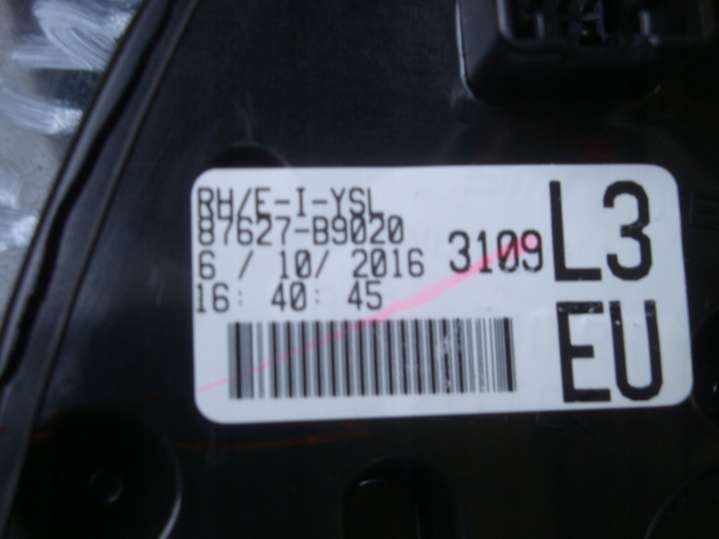 RH/E-I-YSL
87627-B9020
6 / 10/ 2016 3109
16: 40: 45
L3
EU